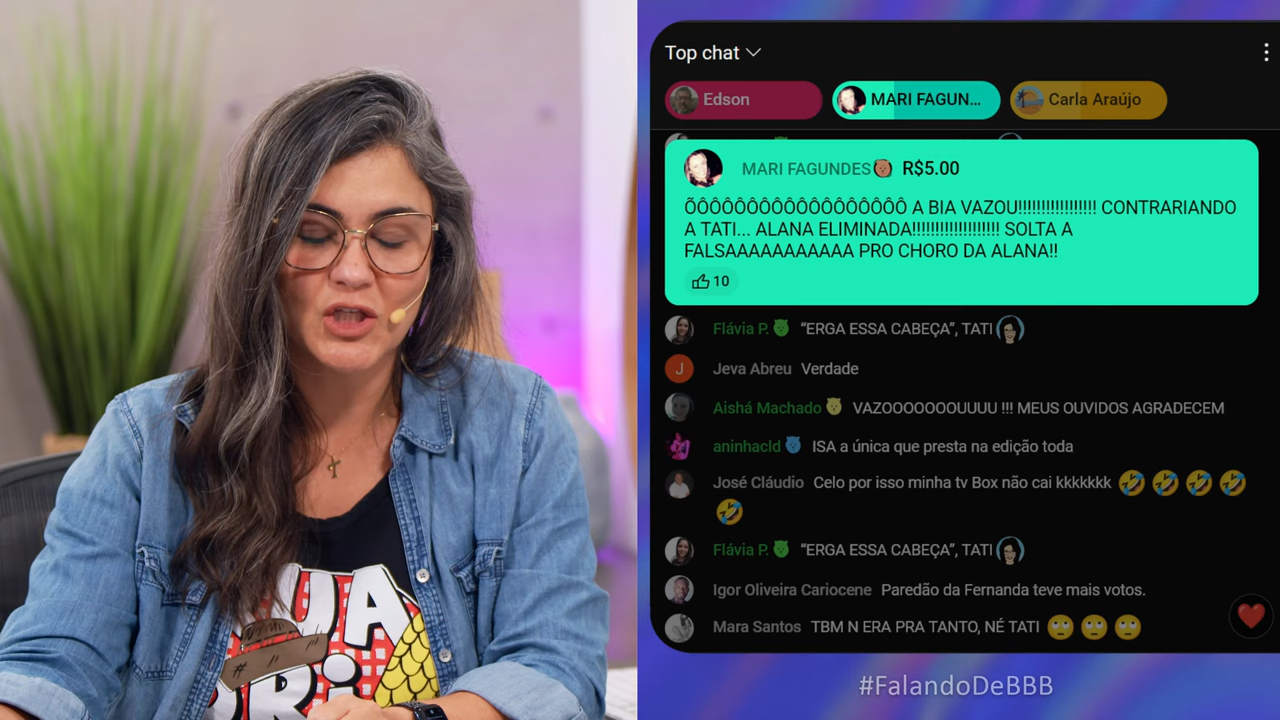 Top chat
Edson
MARI FAGUN...
Carla Araújo
MARI FAGUNDES R$5.00
ÕÔÔÔÔÔÔÔÔÔÔÔÔÔÔÔÔÔ A BIA VAZOU!!!!!!!!!!!!!!!!! CONTRARIANDO
A TATI... ALANA ELIMINADA!!!!!!!!!!!!!!!!!!! SOLTA A
FALSAAAAAAAAAAA PRO CHORO DA ALANA!!
10
Flávia P. “ERGA ESSA CABEÇA”, TATI
J Jeva Abreu Verdade
Aishá Machado VAZOOOOOOOUUUU !!! MEUS OUVIDOS AGRADECEM
aninhacld ISA a única que presta na edição toda
José Cláudio Celo por isso minha tv Box não cai kkkkkkk 🤣 🤣 🤣 🤣
🤣
Flávia P. “ERGA ESSA CABEÇA”, TATI
Igor Oliveira Cariocene Paredão da Fernanda teve mais votos.
Mara Santos TBM N ERA PRA TANTO, NÉ TATI 🙄 🙄 🙄
#FalandoDeBBB